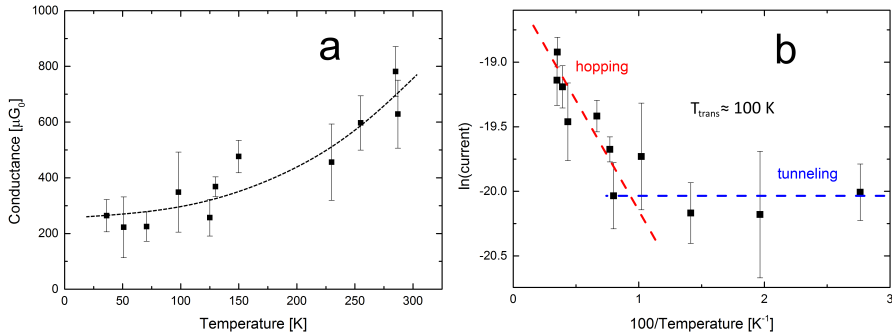 a
1000
800
600
400
200
0
Conductance [μG₀]
0 50 100 150 200 250 300
Temperature [K]
b
hopping
T_trans ≈ 100 K
tunneling
-19.0
-19.5
-20.0
-20.5
ln(current)
0 1 2 3
100/Temperature [K⁻¹]